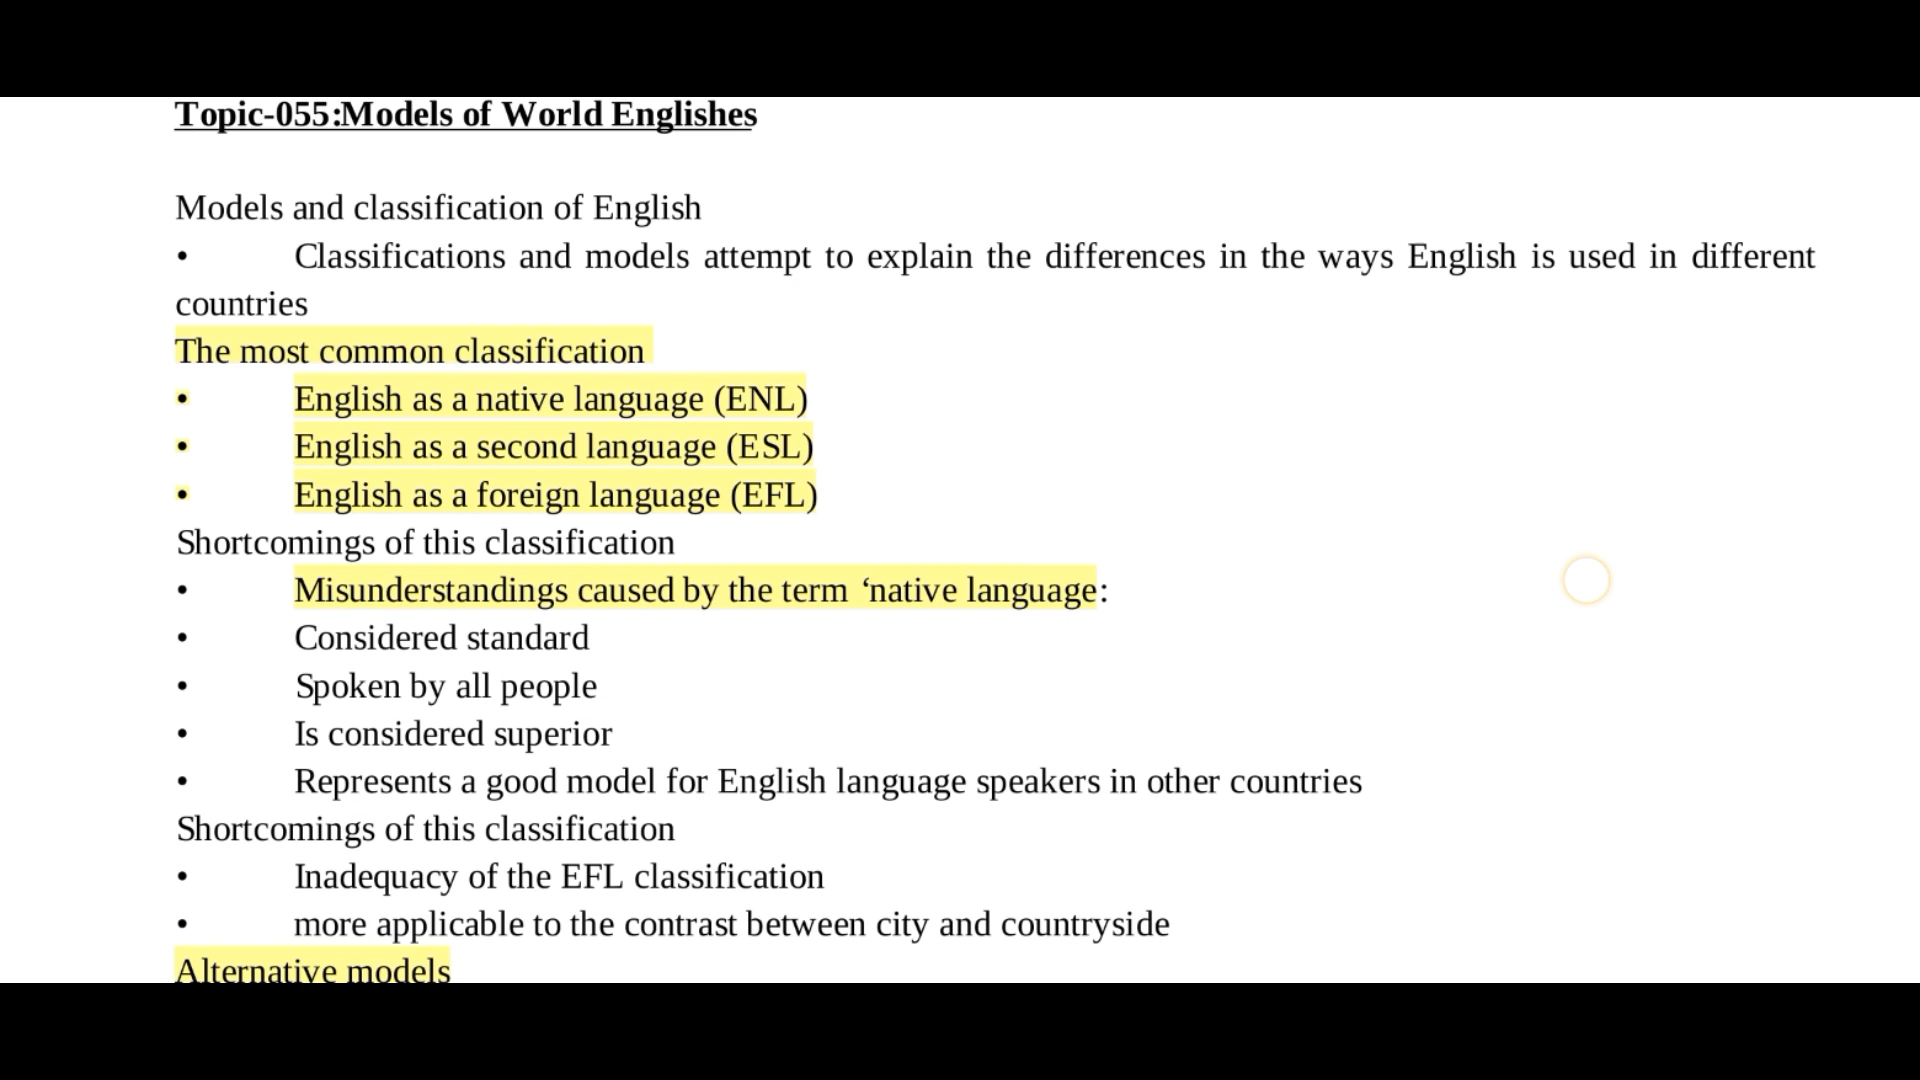 Topic-055:Models of World Englishes
Models and classification of English
• Classifications and models attempt to explain the differences in the ways English is used in different
countries
The most common classification
• English as a native language (ENL)
• English as a second language (ESL)
• English as a foreign language (EFL)
Shortcomings of this classification
• Misunderstandings caused by the term ‘native language:
• Considered standard
• Spoken by all people
• Is considered superior
• Represents a good model for English language speakers in other countries
Shortcomings of this classification
• Inadequacy of the EFL classification
• more applicable to the contrast between city and countryside
Alternative models